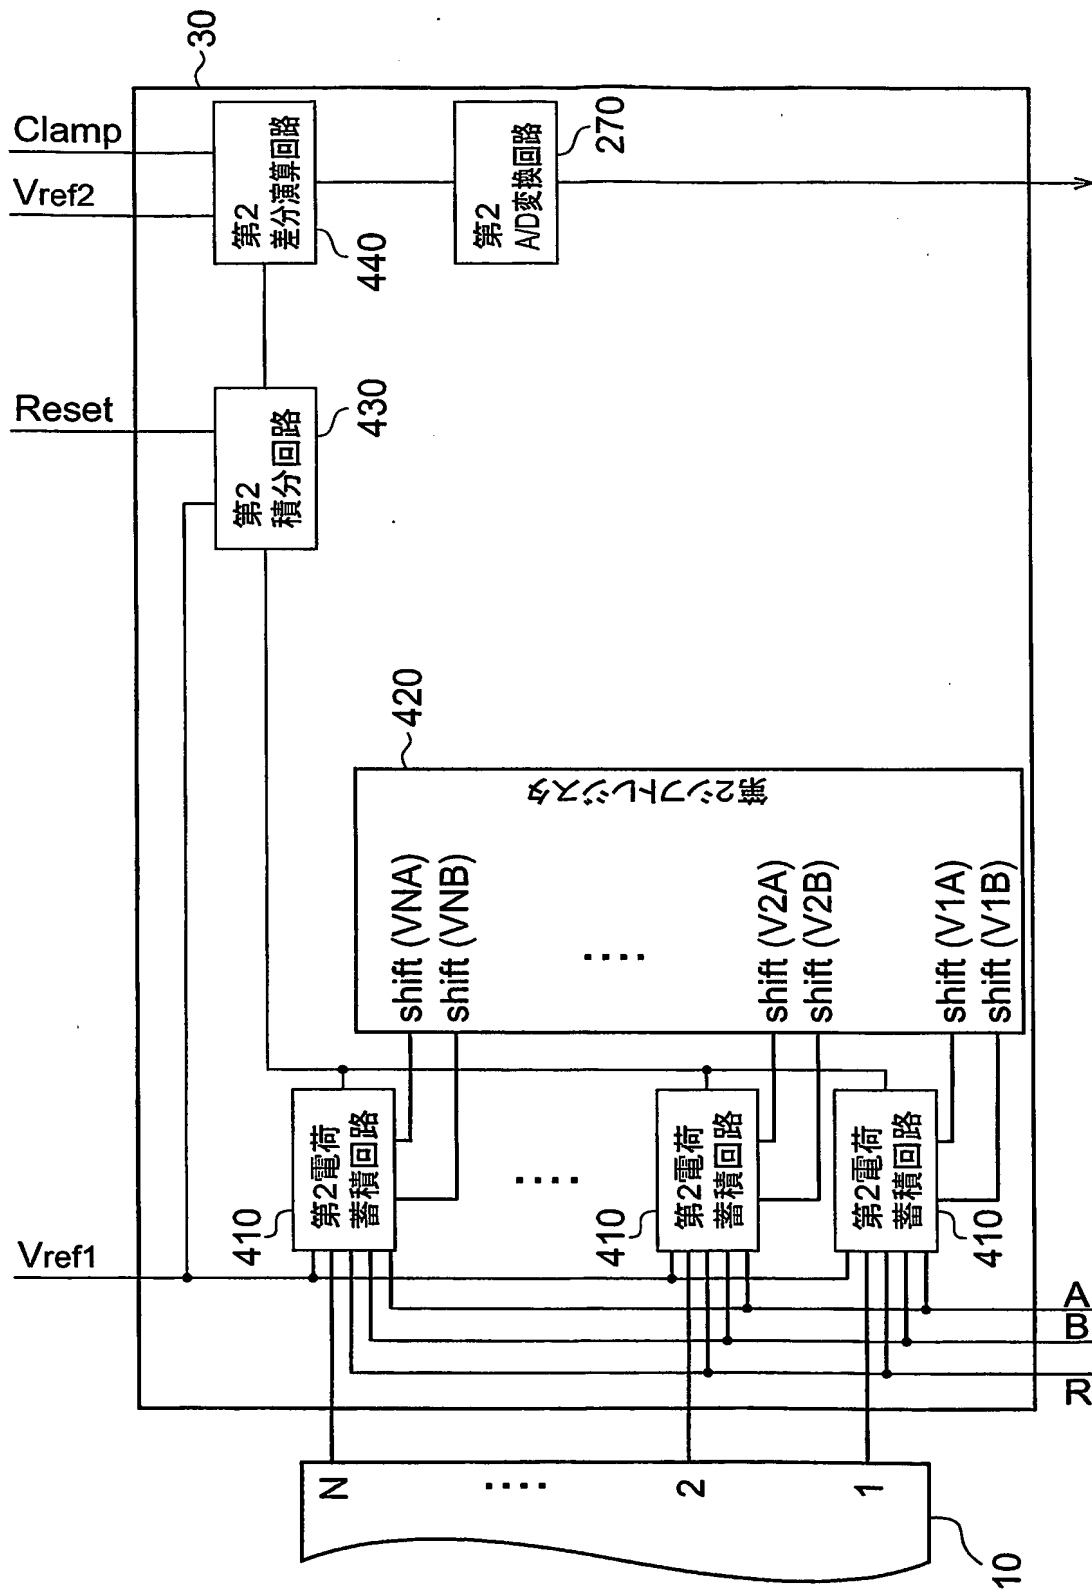 Vref1
Reset
Vref2
Clamp
30
第2
積分回路
430
第2
差分演算回路
440
第2
A/D変換回路
270
420
第2シフトレジスタ
shift (VNA)
shift (VNB)
....
shift (V2A)
shift (V2B)
shift (V1A)
shift (V1B)
410
第2電荷
蓄積回路
....
410
第2電荷
蓄積回路
410
第2電荷
蓄積回路
N
....
2
1
10
R
B
A